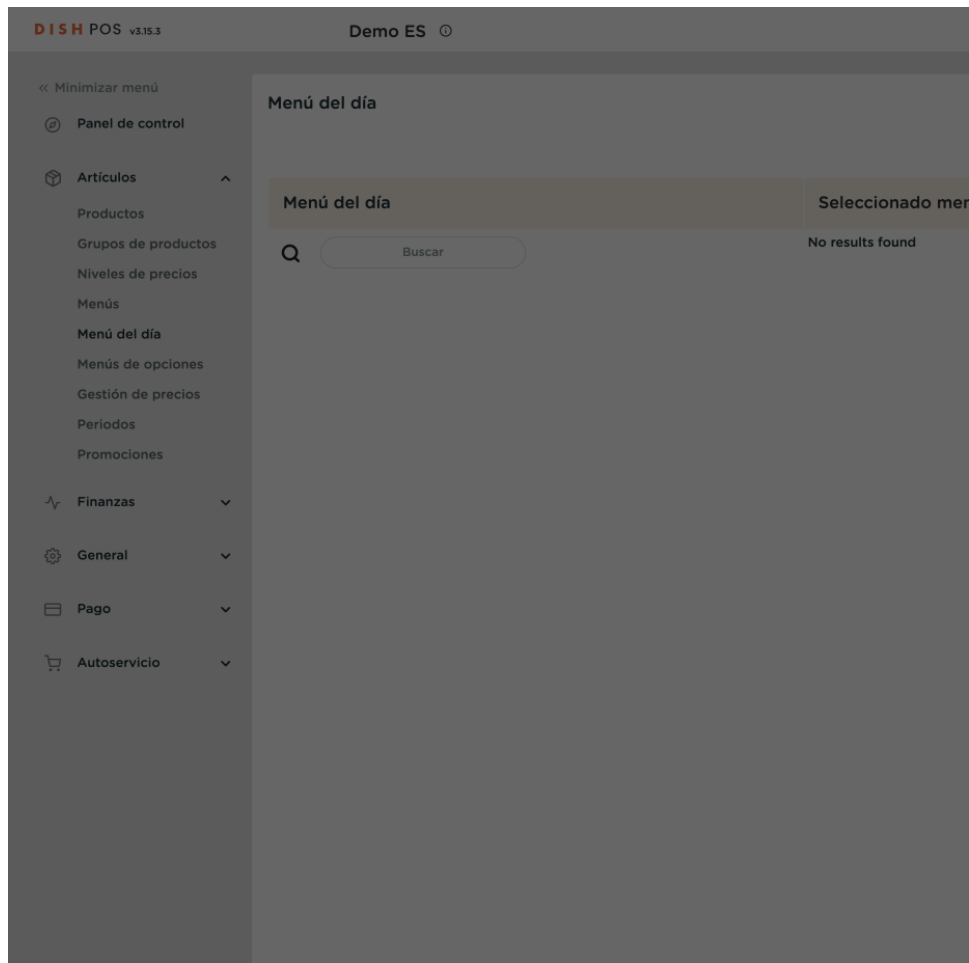 DISH POS v3.15.3
Demo ES
« Minimizar menú
Panel de control
Artículos
Productos
Grupos de productos
Niveles de precios
Menús
Menú del día
Menús de opciones
Gestión de precios
Periodos
Promociones
Finanzas
General
Pago
Autoservicio
Menú del día
Menú del día
Seleccionado men
Buscar
No results found